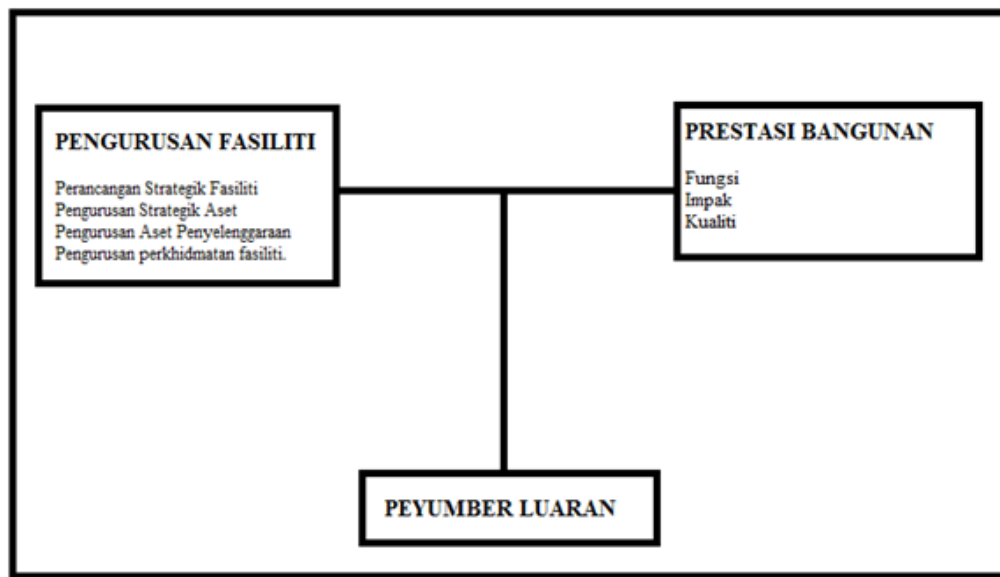 PENGURUSAN FASILITI
Perancangan Strategik Fasiliti
Pengurusan Strategik Aset
Pengurusan Aset Penyelenggaraan
Pengurusan perkhidmatan fasiliti.
PRESTASI BANGUNAN
Fungsi
Impak
Kualiti
PEYUMBER LUARAN